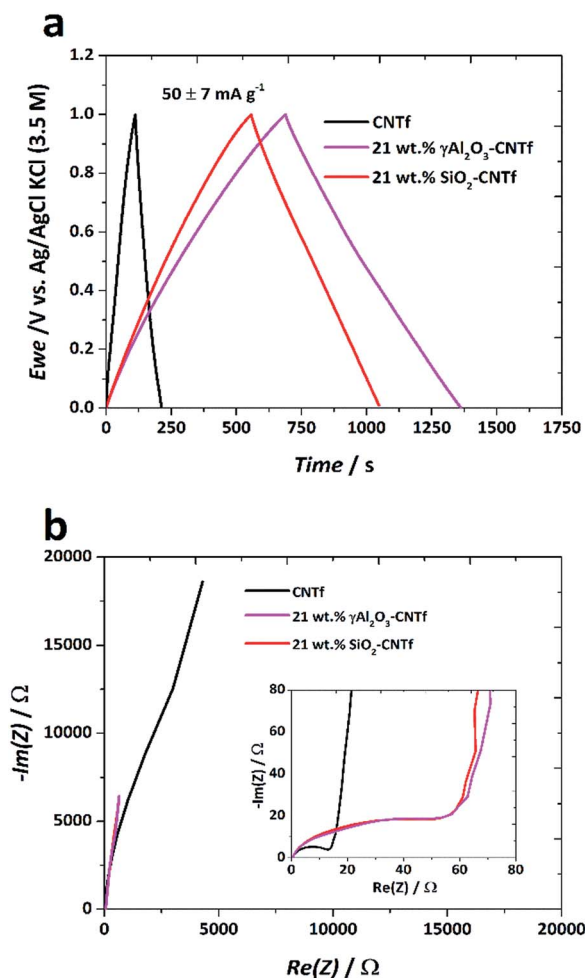 a
50 ± 7 mA g⁻¹
CNTf
21 wt.% γAl₂O₃-CNTf
21 wt.% SiO₂-CNTf
Ewe /V vs. Ag/AgCl KCl (3.5 M)
1.2
1.0
0.8
0.6
0.4
0.2
0.0
0 250 500 750 1000 1250 1500 1750
Time / s
b
CNTf
21 wt.% γAl₂O₃-CNTf
21 wt.% SiO₂-CNTf
-Im(Z) / Ω
20000
15000
10000
5000
0
-Im(Z) / Ω
80
60
40
20
0
0 20 40 60 80
Re(Z) / Ω
0 5000 10000 15000 20000
Re(Z) / Ω